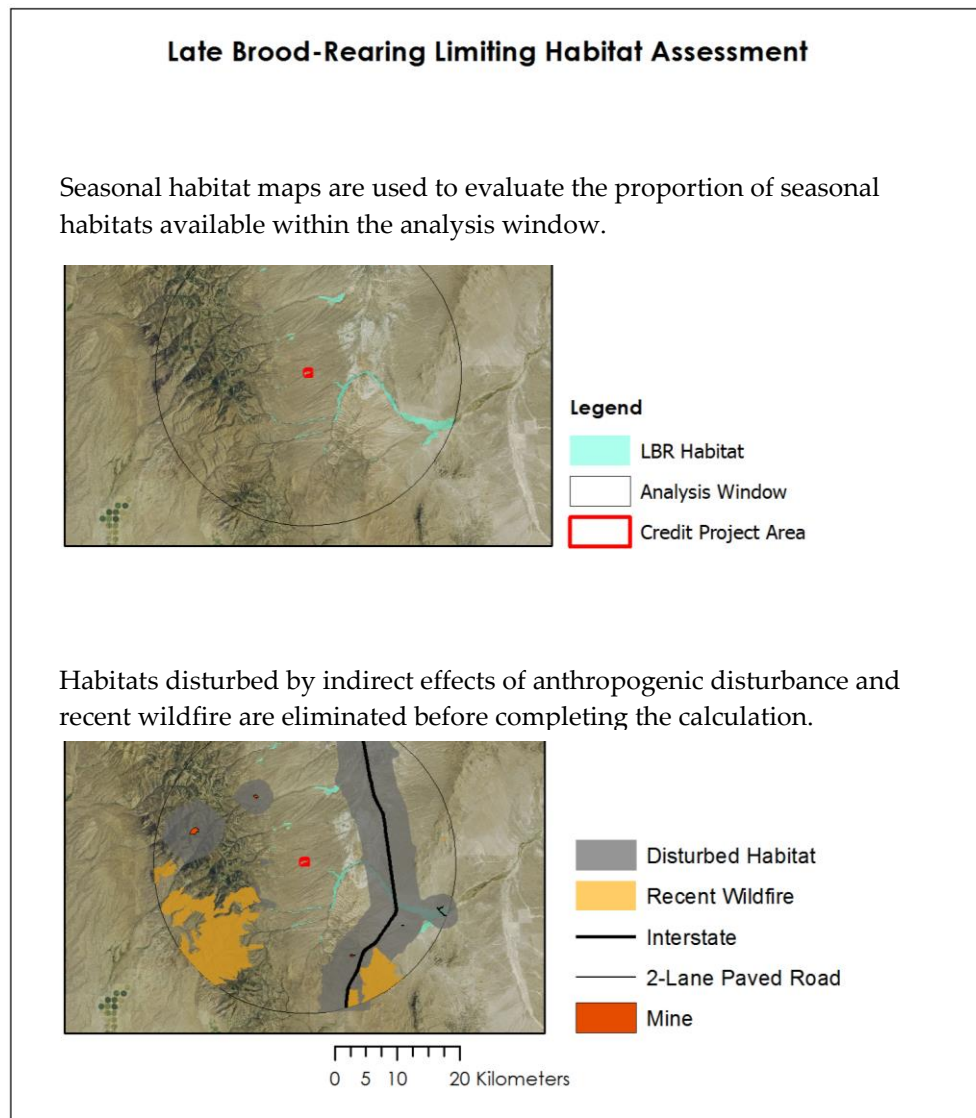 Late Brood-Rearing Limiting Habitat Assessment
Seasonal habitat maps are used to evaluate the proportion of seasonal
habitats available within the analysis window.
Legend
LBR Habitat
Analysis Window
Credit Project Area
Habitats disturbed by indirect effects of anthropogenic disturbance and
recent wildfire are eliminated before completing the calculation.
Disturbed Habitat
Recent Wildfire
Interstate
2-Lane Paved Road
Mine
0 5 10 20 Kilometers